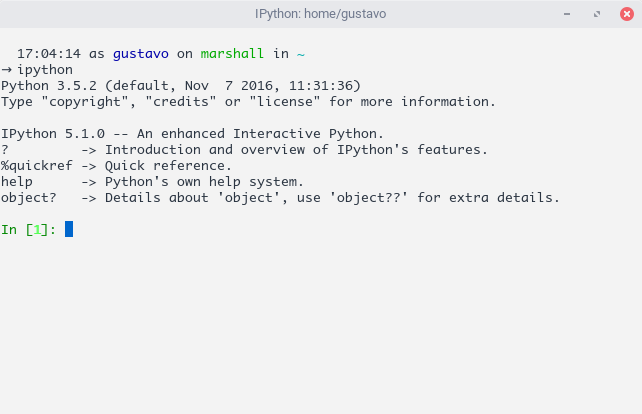 IPython: home/gustavo
17:04:14 as gustavo on marshall in ~
→ ipython
Python 3.5.2 (default, Nov  7 2016, 11:31:36)
Type "copyright", "credits" or "license" for more information.
IPython 5.1.0 -- An enhanced Interactive Python.
?         -> Introduction and overview of IPython's features.
%quickref -> Quick reference.
help      -> Python's own help system.
object?   -> Details about 'object', use 'object??' for extra details.
In [1]: